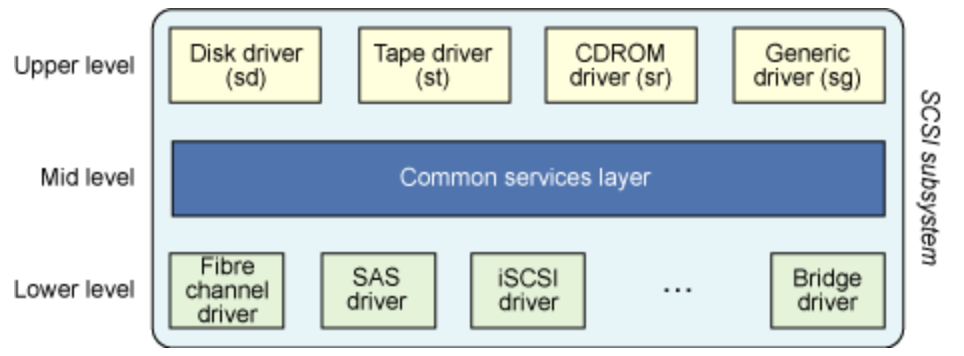 Upper level
Disk driver
(sd)
Tape driver
(st)
CDROM
driver (sr)
Generic
driver (sg)
Mid level
Common services layer
Lower level
Fibre
channel
driver
SAS
driver
iSCSI
driver
...
Bridge
driver
SCSI subsystem